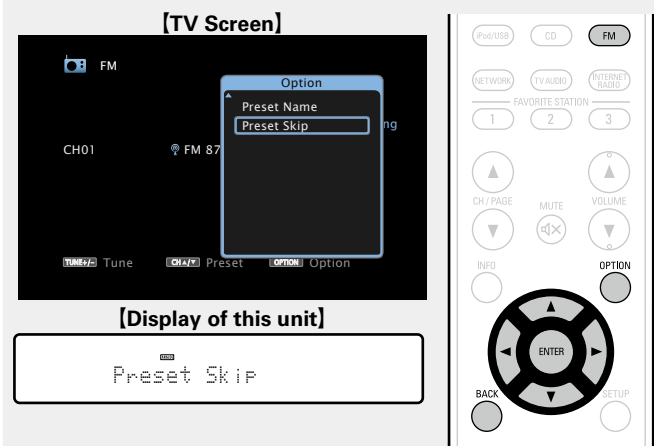 【TV Screen】
FM
Option
Preset Name
Preset Skip
ng
CH01
FM 87
TUNE+/- Tune
CH▲/▼ Preset
OPTION Option
【Display of this unit】
Preset Skip
iPod/USB
CD
FM
NETWORK
TV AUDIO
INTERNET RADIO
FAVORITE STATION
1
2
3
CH / PAGE
MUTE
VOLUME
INFO
OPTION
ENTER
BACK
SETUP